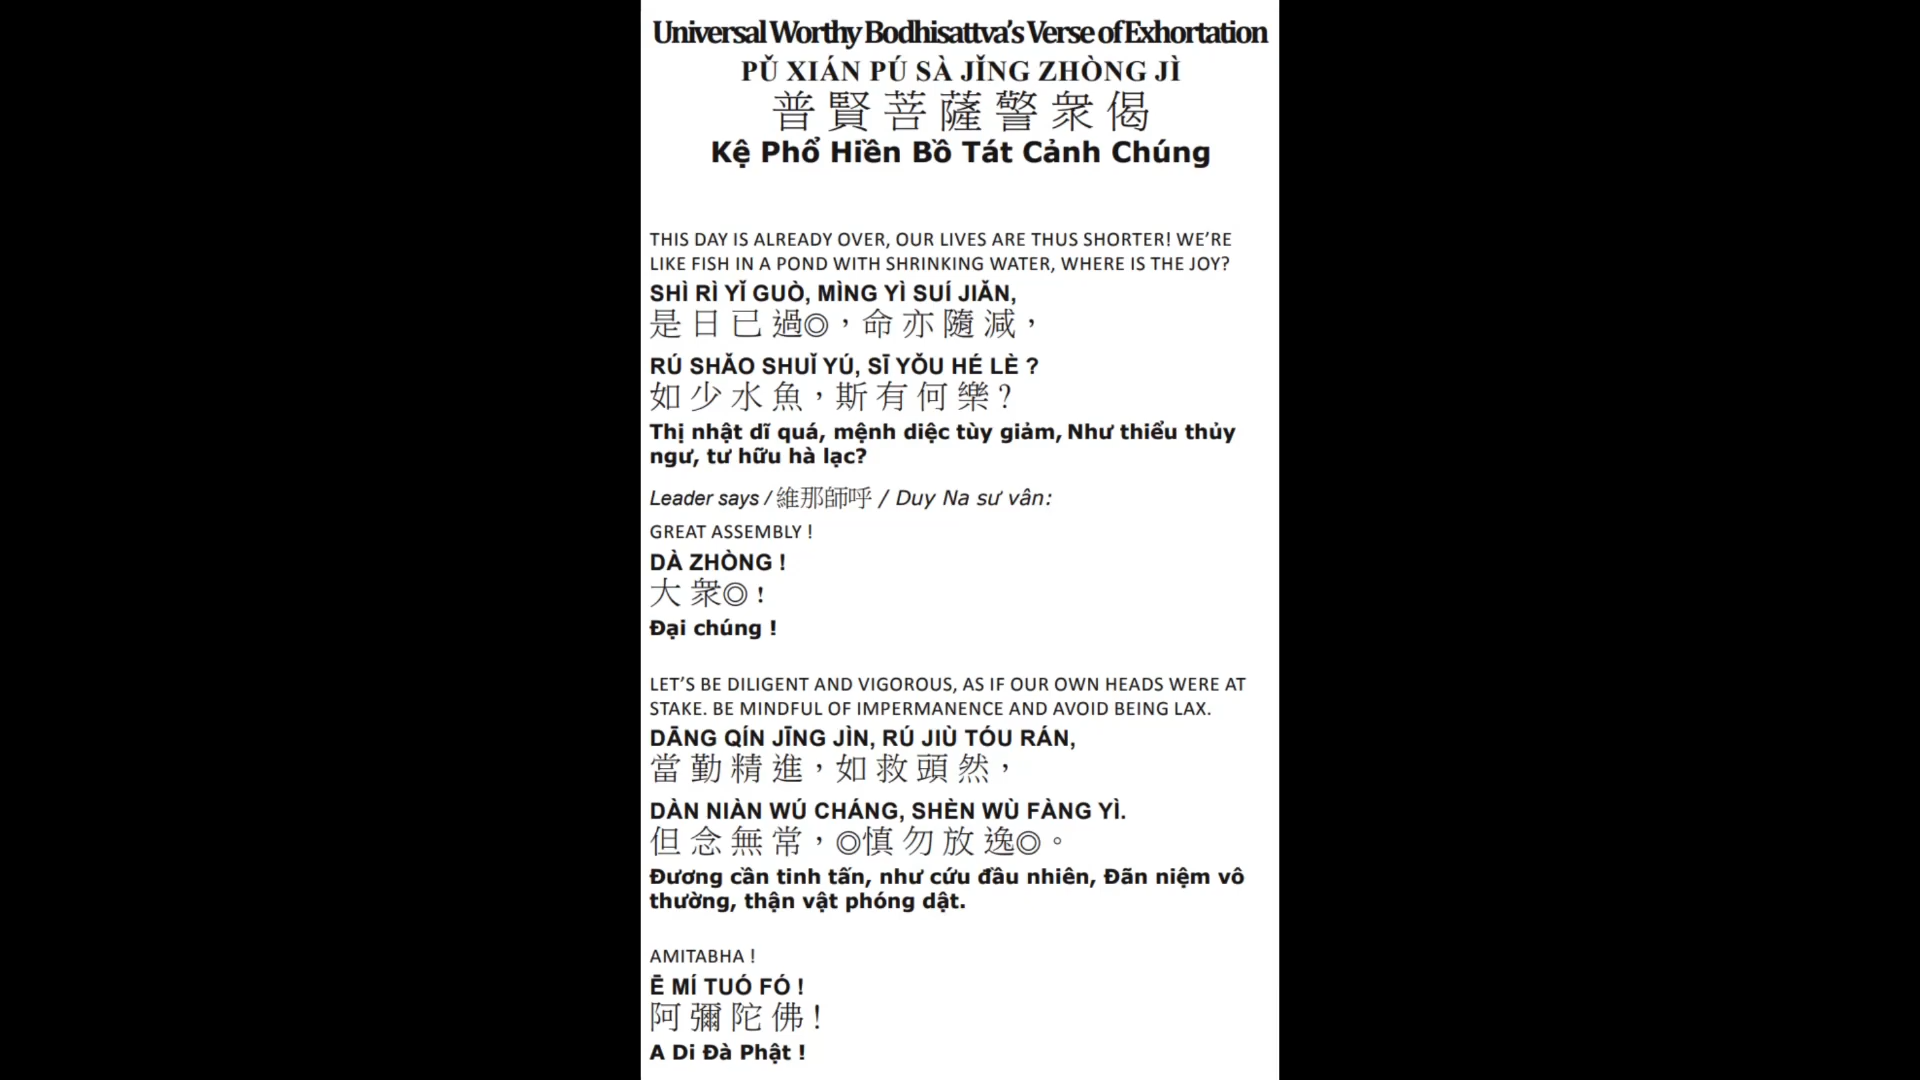 Universal Worthy Bodhisattva's Verse of Exhortation
PǓ XIÁN PÚ SÀ JǏNG ZHÒNG JÌ
普賢菩薩警衆偈
Kệ Phổ Hiền Bồ Tát Cảnh Chúng
THIS DAY IS ALREADY OVER, OUR LIVES ARE THUS SHORTER! WE'RE
LIKE FISH IN A POND WITH SHRINKING WATER, WHERE IS THE JOY?
SHÌ RÌ YǏ GUÒ, MÌNG YÌ SUÍ JIǍN,
是日已過◎，命亦隨減，
RÚ SHǍO SHUǏ YÚ, SĪ YǑU HÉ LÈ ?
如少水魚，斯有何樂？
Thị nhật dĩ quá, mệnh diệc tùy giảm, Như thiểu thủy
ngư, tư hữu hà lạc?
Leader says / 維那師呼 / Duy Na sư vân:
GREAT ASSEMBLY !
DÀ ZHÒNG !
大衆◎！
Đại chúng !
LET'S BE DILIGENT AND VIGOROUS, AS IF OUR OWN HEADS WERE AT
STAKE. BE MINDFUL OF IMPERMANENCE AND AVOID BEING LAX.
DĀNG QÍN JĪNG JÌN, RÚ JIÙ TÓU RÁN,
當勤精進，如救頭然，
DÀN NIÀN WÚ CHÁNG, SHÈN WÙ FÀNG YÌ.
但念無常，◎慎勿放逸◎。
Đương cần tinh tấn, như cứu đầu nhiên, Đãn niệm vô
thường, thận vật phóng dật.
AMITABHA !
Ē MÍ TUÓ FÓ !
阿彌陀佛！
A Di Đà Phật !